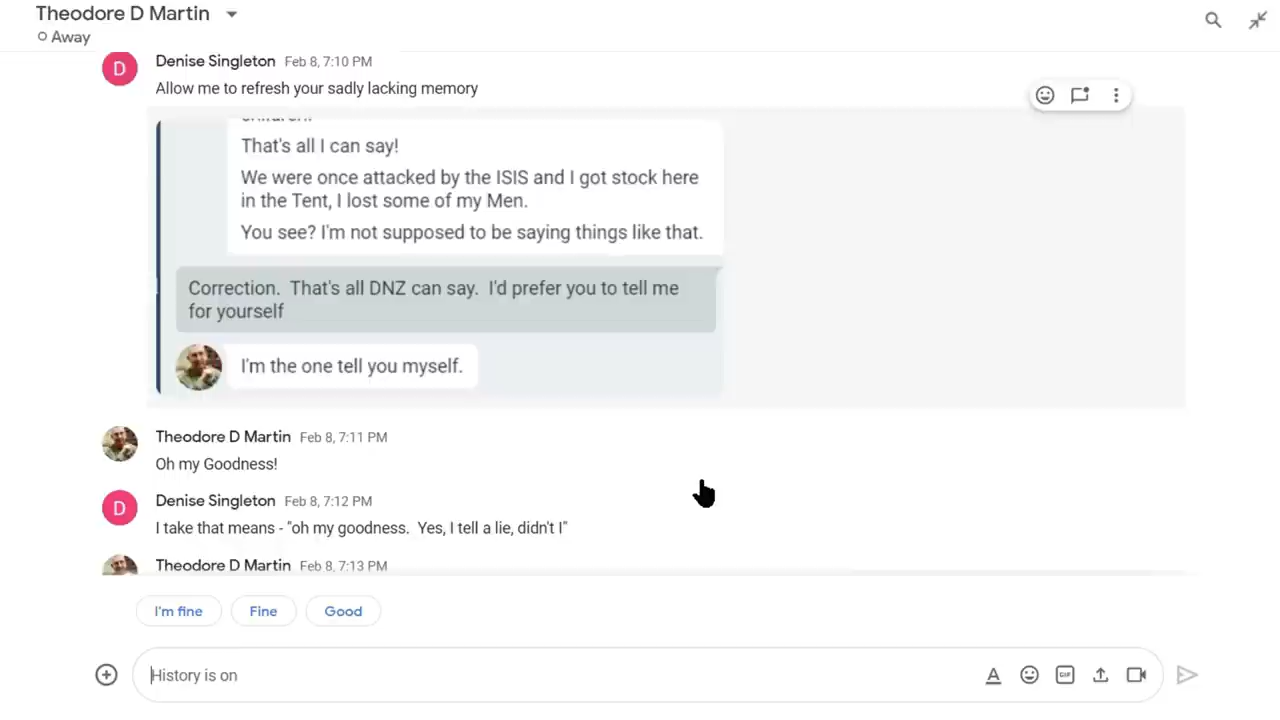 Theodore D Martin
Away
Denise Singleton Feb 8, 7:10 PM
Allow me to refresh your sadly lacking memory
That's all I can say!
We were once attacked by the ISIS and I got stock here
in the Tent, I lost some of my Men.
You see? I'm not supposed to be saying things like that.
Correction. That's all DNZ can say. I'd prefer you to tell me
for yourself
I'm the one tell you myself.
Theodore D Martin Feb 8, 7:11 PM
Oh my Goodness!
D Denise Singleton Feb 8, 7:12 PM
I take that means - "oh my goodness. Yes, I tell a lie, didn't I"
Theodore D Martin Feb 8, 7:13 PM
I'm fine Fine Good
History is on
GIF